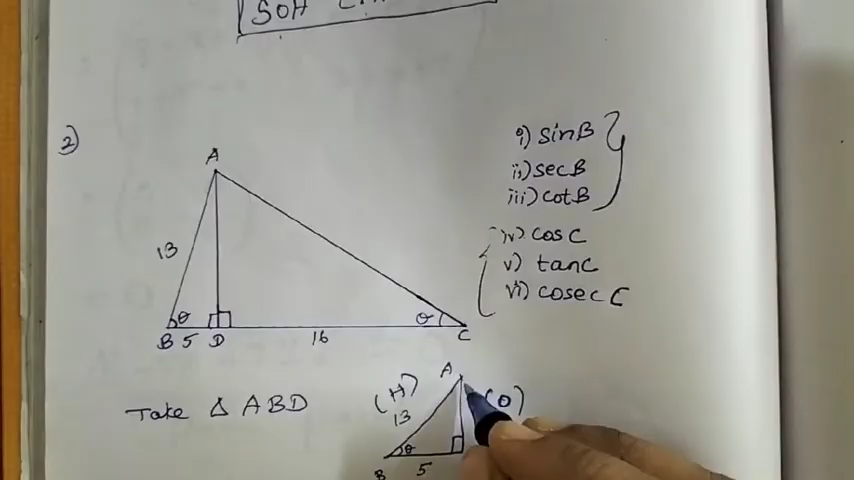 SOH
2)
A
i) sinB
ii) secB
iii) cotB
iv) cos C
v) tanC
vi) cosec C
13
θ
θ
B 5 D
16
C
Take Δ ABD
A
(H)
13
(O)
θ
B
5